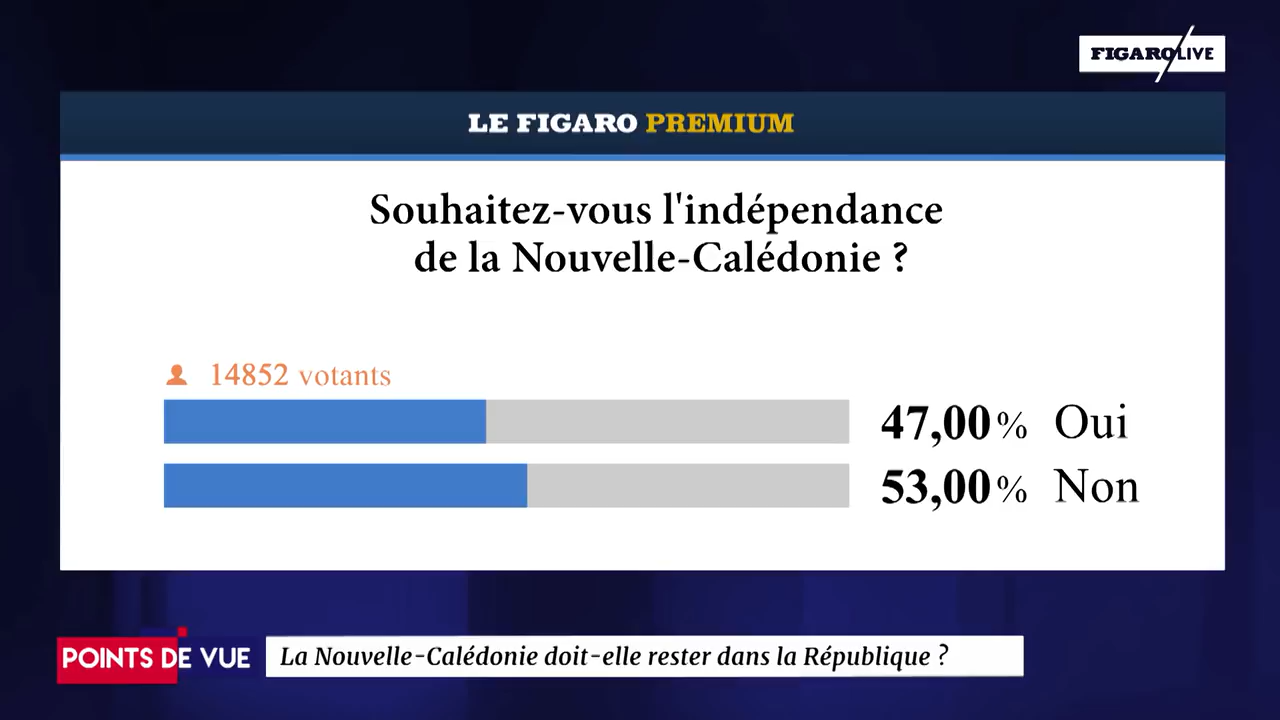 FIGARO LIVE
LE FIGARO PREMIUM
Souhaitez-vous l'indépendance
de la Nouvelle-Calédonie ?
14852 votants
47,00% Oui
53,00% Non
POINTS DE VUE
La Nouvelle-Calédonie doit-elle rester dans la République ?